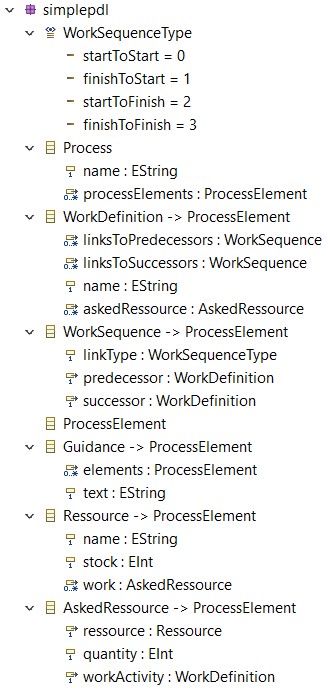 simplepdl
WorkSequenceType
startToStart = 0
finishToStart = 1
startToFinish = 2
finishToFinish = 3
Process
name : EString
processElements : ProcessElement
WorkDefinition -> ProcessElement
linksToPredecessors : WorkSequence
linksToSuccessors : WorkSequence
name : EString
askedRessource : AskedRessource
WorkSequence -> ProcessElement
linkType : WorkSequenceType
predecessor : WorkDefinition
successor : WorkDefinition
ProcessElement
Guidance -> ProcessElement
elements : ProcessElement
text : EString
Ressource -> ProcessElement
name : EString
stock : EInt
work : AskedRessource
AskedRessource -> ProcessElement
ressource : Ressource
quantity : EInt
workActivity : WorkDefinition